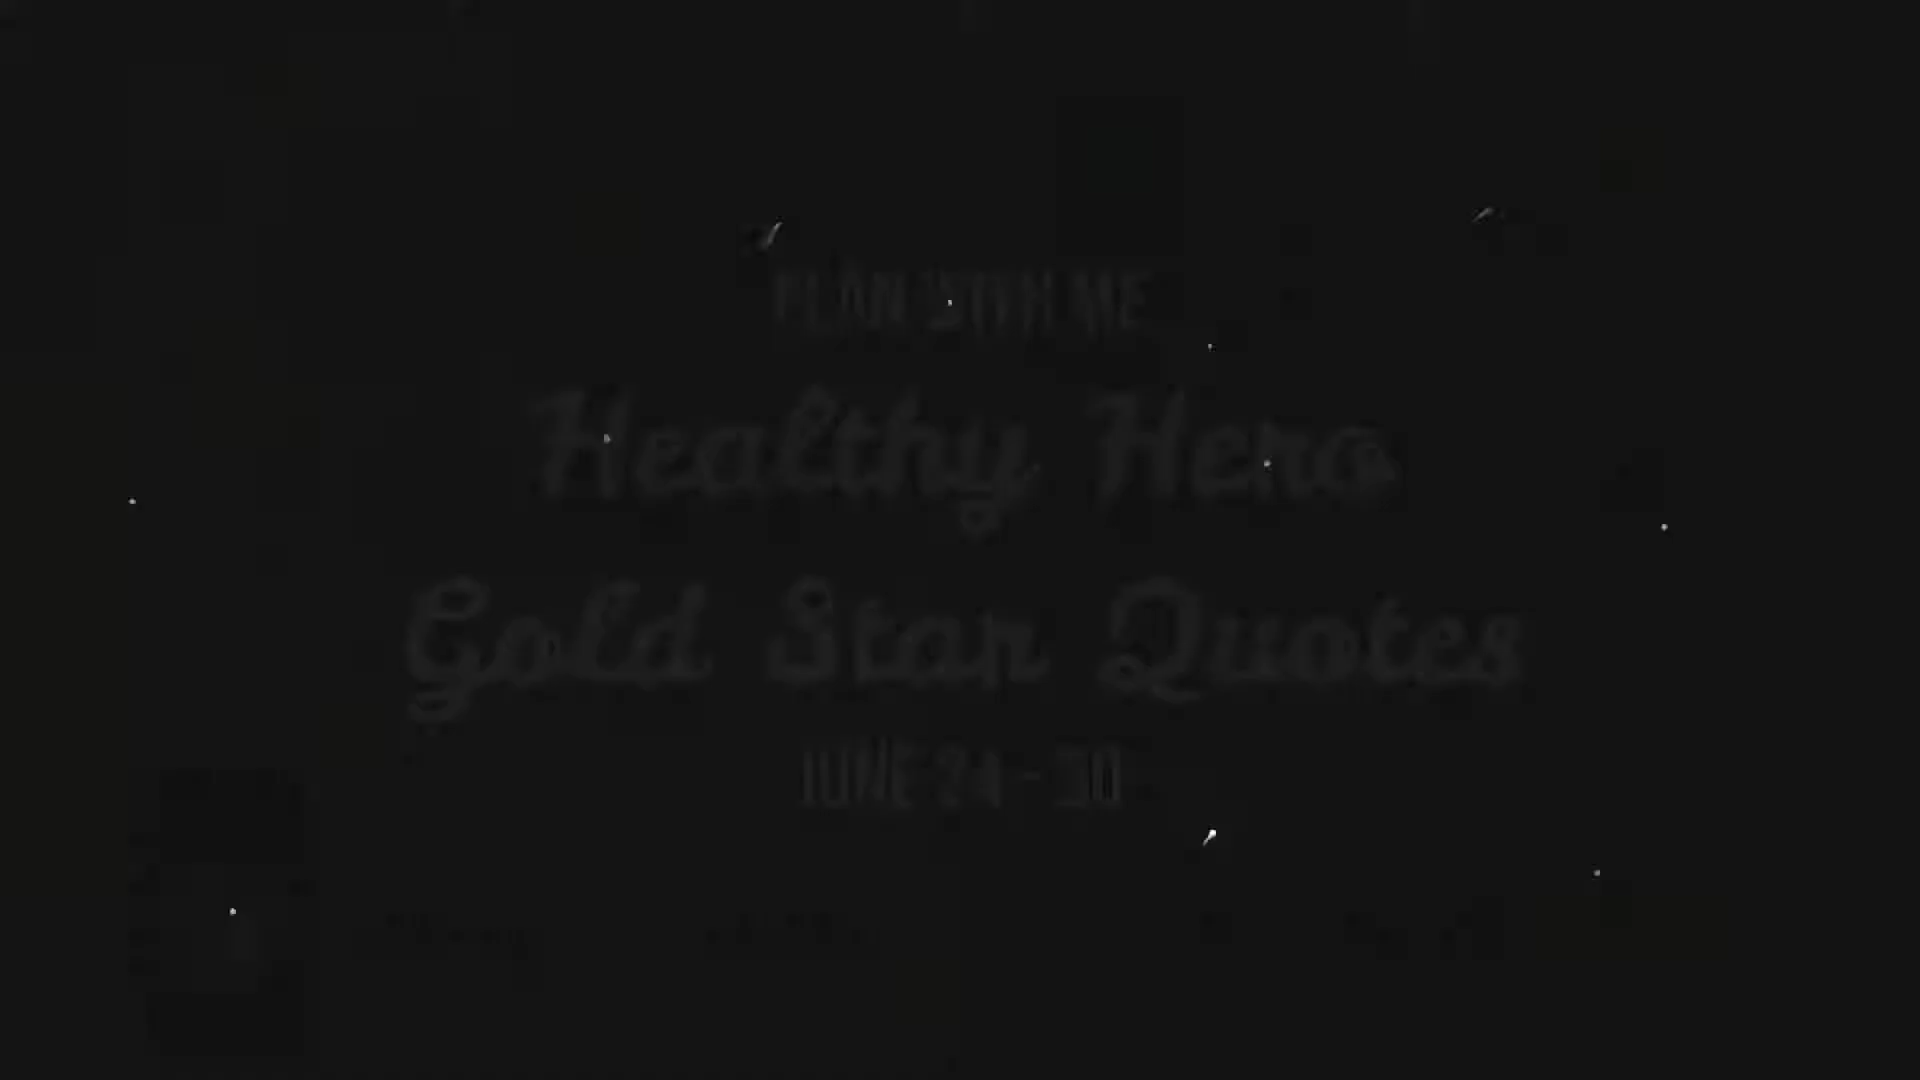 PLAN WITH ME
Healthy Hero
Gold Star Quotes
JUNE 24 - 30